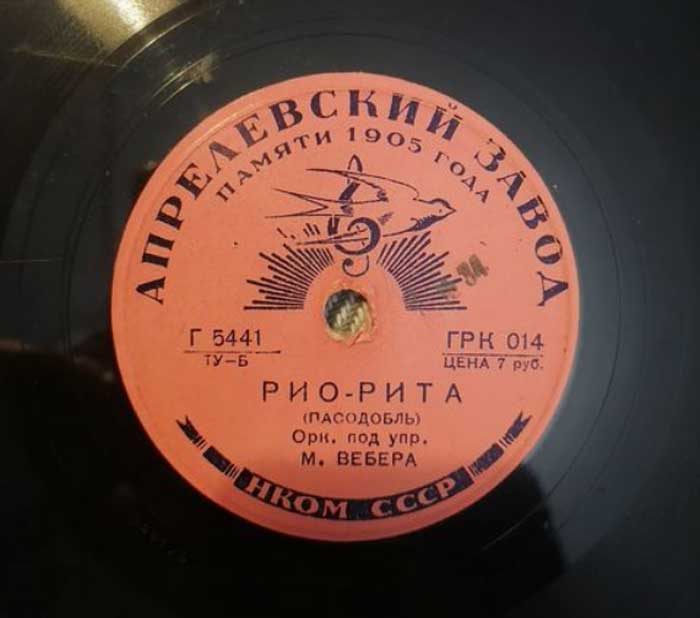 АПРЕЛЕВСКИЙ ЗАВОД
ПАМЯТИ 1905 ГОДА
34
Г 5441
ТУ-Б
ГРК 014
ЦЕНА 7 руб.
РИО-РИТА
(ПАСОДОБЛЬ)
Орк. под упр.
М. ВЕБЕРА
НКОМ СССР